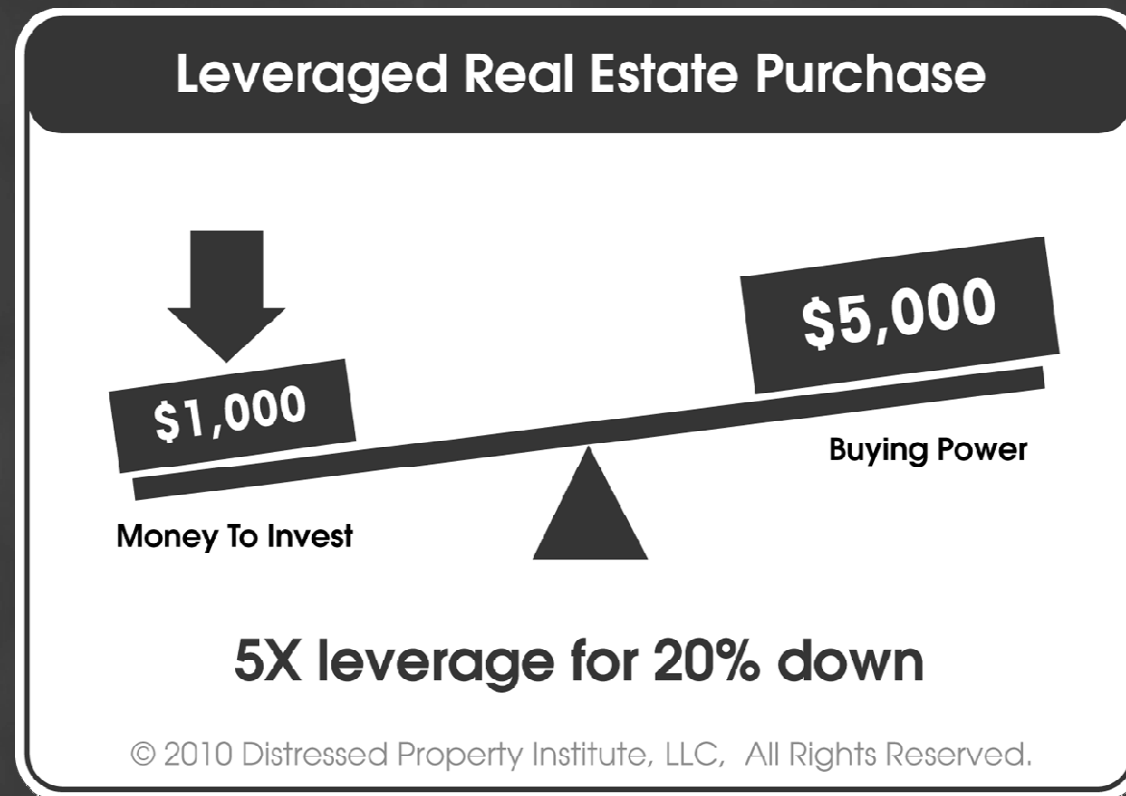 Leveraged Real Estate Purchase
$5,000
$1,000
Buying Power
Money To Invest
5X leverage for 20% down
© 2010 Distressed Property Institute, LLC, All Rights Reserved.